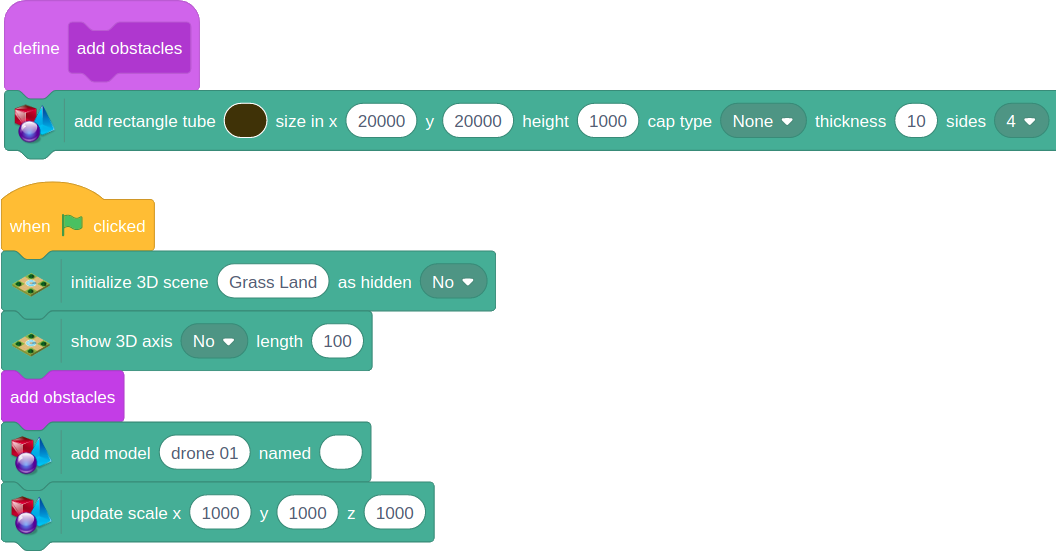 define add obstacles
add rectangle tube size in x 20000 y 20000 height 1000 cap type None thickness 10 sides 4
when clicked
initialize 3D scene Grass Land as hidden No
show 3D axis No length 100
add obstacles
add model drone 01 named
update scale x 1000 y 1000 z 1000